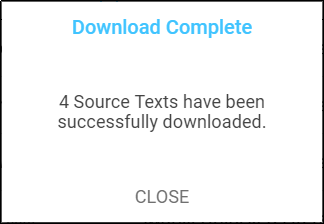 Download Complete
4 Source Texts have been
successfully downloaded.
CLOSE